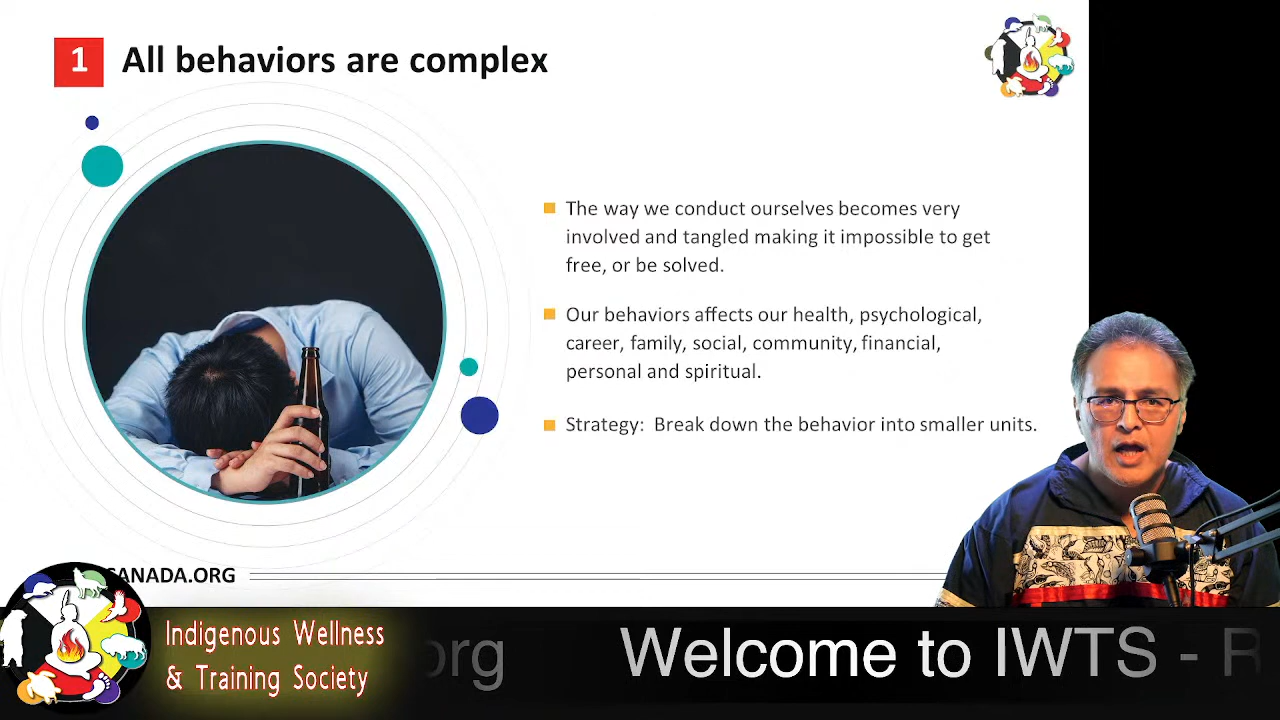 1 All behaviors are complex
The way we conduct ourselves becomes very
involved and tangled making it impossible to get
free, or be solved.
Our behaviors affects our health, psychological,
career, family, social, community, financial,
personal and spiritual.
Strategy:  Break down the behavior into smaller units.
SANADA.ORG
Indigenous Wellness
& Training Society
.org Welcome to IWTS - R